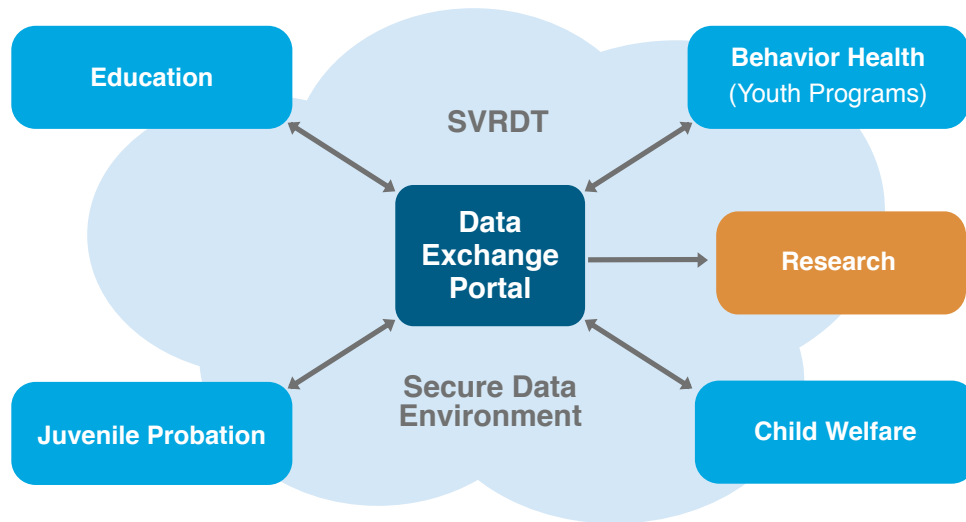 Education
Behavior Health
(Youth Programs)
SVRDT
Data
Exchange
Portal
Research
Secure Data
Environment
Juvenile Probation
Child Welfare